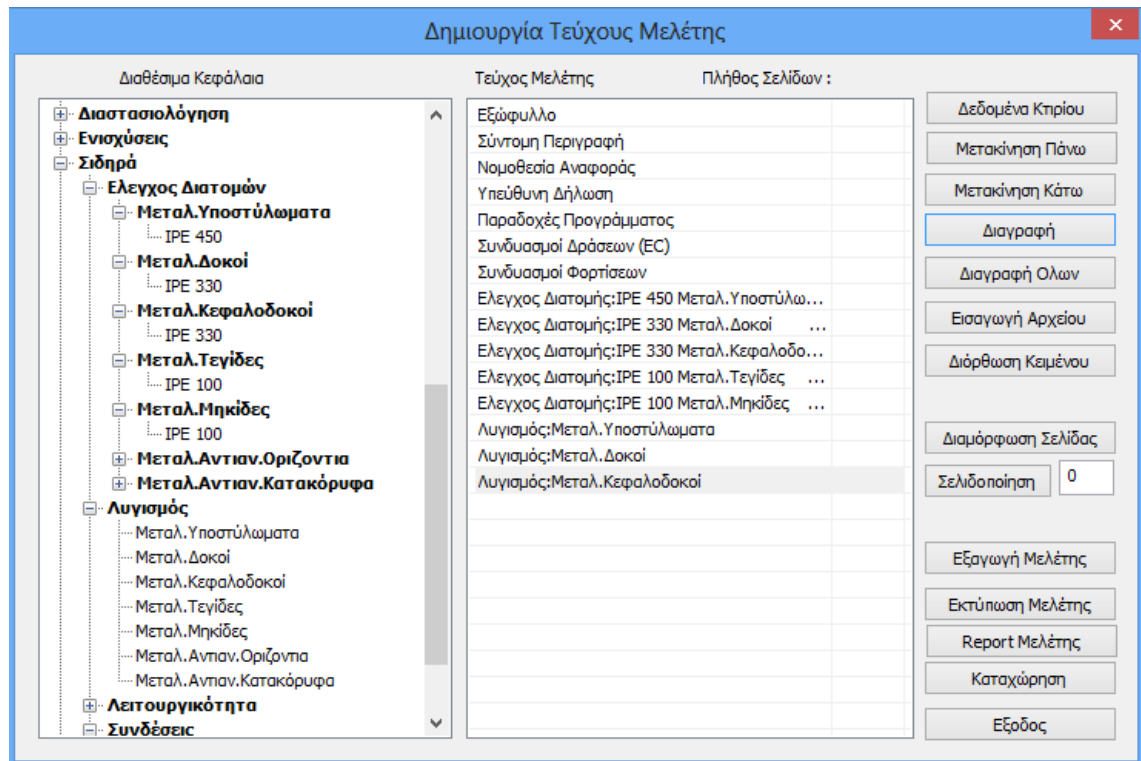 Δημιουργία Τεύχους Μελέτης
Διαθέσιμα Κεφάλαια
Διαστασιολόγηση
Ενισχύσεις
Σιδηρά
Ελεγχος Διατομών
Μεταλ.Υποστύλωματα
IPE 450
Μεταλ.Δοκοί
IPE 330
Μεταλ.Κεφαλοδοκοί
IPE 330
Μεταλ.Τεγίδες
IPE 100
Μεταλ.Μηκίδες
IPE 100
Μεταλ.Αντιαν.Οριζοντια
Μεταλ.Αντιαν.Κατακόρυφα
Λυγισμός
Μεταλ.Υποστύλωματα
Μεταλ.Δοκοί
Μεταλ.Κεφαλοδοκοί
Μεταλ.Τεγίδες
Μεταλ.Μηκίδες
Μεταλ.Αντιαν.Οριζοντια
Μεταλ.Αντιαν.Κατακόρυφα
Λειτουργικότητα
Συνδέσεις
Τεύχος Μελέτης Πλήθος Σελίδων :
Εξώφυλλο
Σύντομη Περιγραφή
Νομοθεσία Αναφοράς
Υπεύθυνη Δήλωση
Παραδοχές Προγράμματος
Συνδυασμοί Δράσεων (EC)
Συνδυασμοί Φορτίσεων
Ελεγχος Διατομής:IPE 450 Μεταλ.Υποστύλω...
Ελεγχος Διατομής:IPE 330 Μεταλ.Δοκοί ...
Ελεγχος Διατομής:IPE 330 Μεταλ.Κεφαλοδο...
Ελεγχος Διατομής:IPE 100 Μεταλ.Τεγίδες ...
Ελεγχος Διατομής:IPE 100 Μεταλ.Μηκίδες ...
Λυγισμός:Μεταλ.Υποστύλωματα
Λυγισμός:Μεταλ.Δοκοί
Λυγισμός:Μεταλ.Κεφαλοδοκοί
Δεδομένα Κτιρίου
Μετακίνηση Πάνω
Μετακίνηση Κάτω
Διαγραφή
Διαγραφή Ολων
Εισαγωγή Αρχείου
Διόρθωση Κειμένου
Διαμόρφωση Σελίδας
Σελιδοποίηση 0
Εξαγωγή Μελέτης
Εκτύπωση Μελέτης
Report Μελέτης
Καταχώρηση
Εξοδος